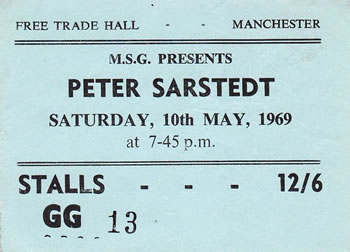 FREE TRADE HALL - MANCHESTER
M.S.G. PRESENTS
PETER SARSTEDT
SATURDAY, 10th MAY, 1969
at 7-45 p.m.
STALLS - - - 12/6
GG 13